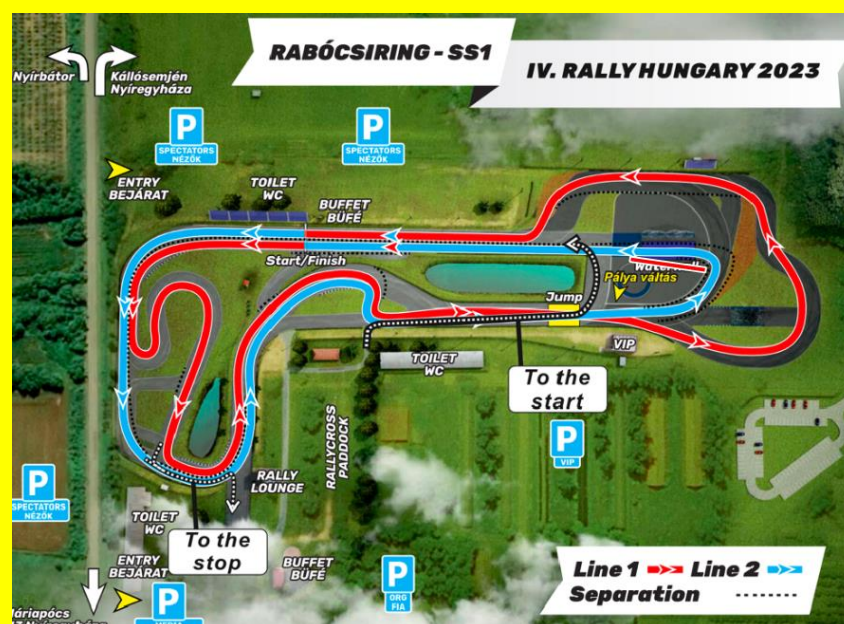 RABÓCSIRING - SS1
IV. RALLY HUNGARY 2023
Nyírbátor
Kállósemjén
Nyíregyháza
P
SPECTATORS
NÉZŐK
P
SPECTATORS
NÉZŐK
ENTRY
BEJÁRAT
TOILET
WC
BUFFET
BÜFÉ
Start/Finish
Pálya váltás
Jump
VIP
TOILET
WC
To the
start
RALLYCROSS
PADDOCK
P
VIP
RALLY
LOUNGE
P
SPECTATORS
NÉZŐK
TOILET
WC
To the
stop
ENTRY
BEJÁRAT
BUFFET
BÜFÉ
P
ORG
FIA
P
Line 1
Line 2
Separation